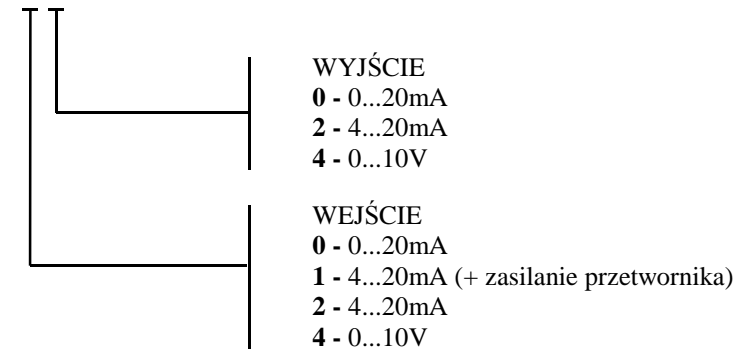 WYJŚCIE
0 - 0...20mA
2 - 4...20mA
4 - 0...10V
WEJŚCIE
0 - 0...20mA
1 - 4...20mA (+ zasilanie przetwornika)
2 - 4...20mA
4 - 0...10V